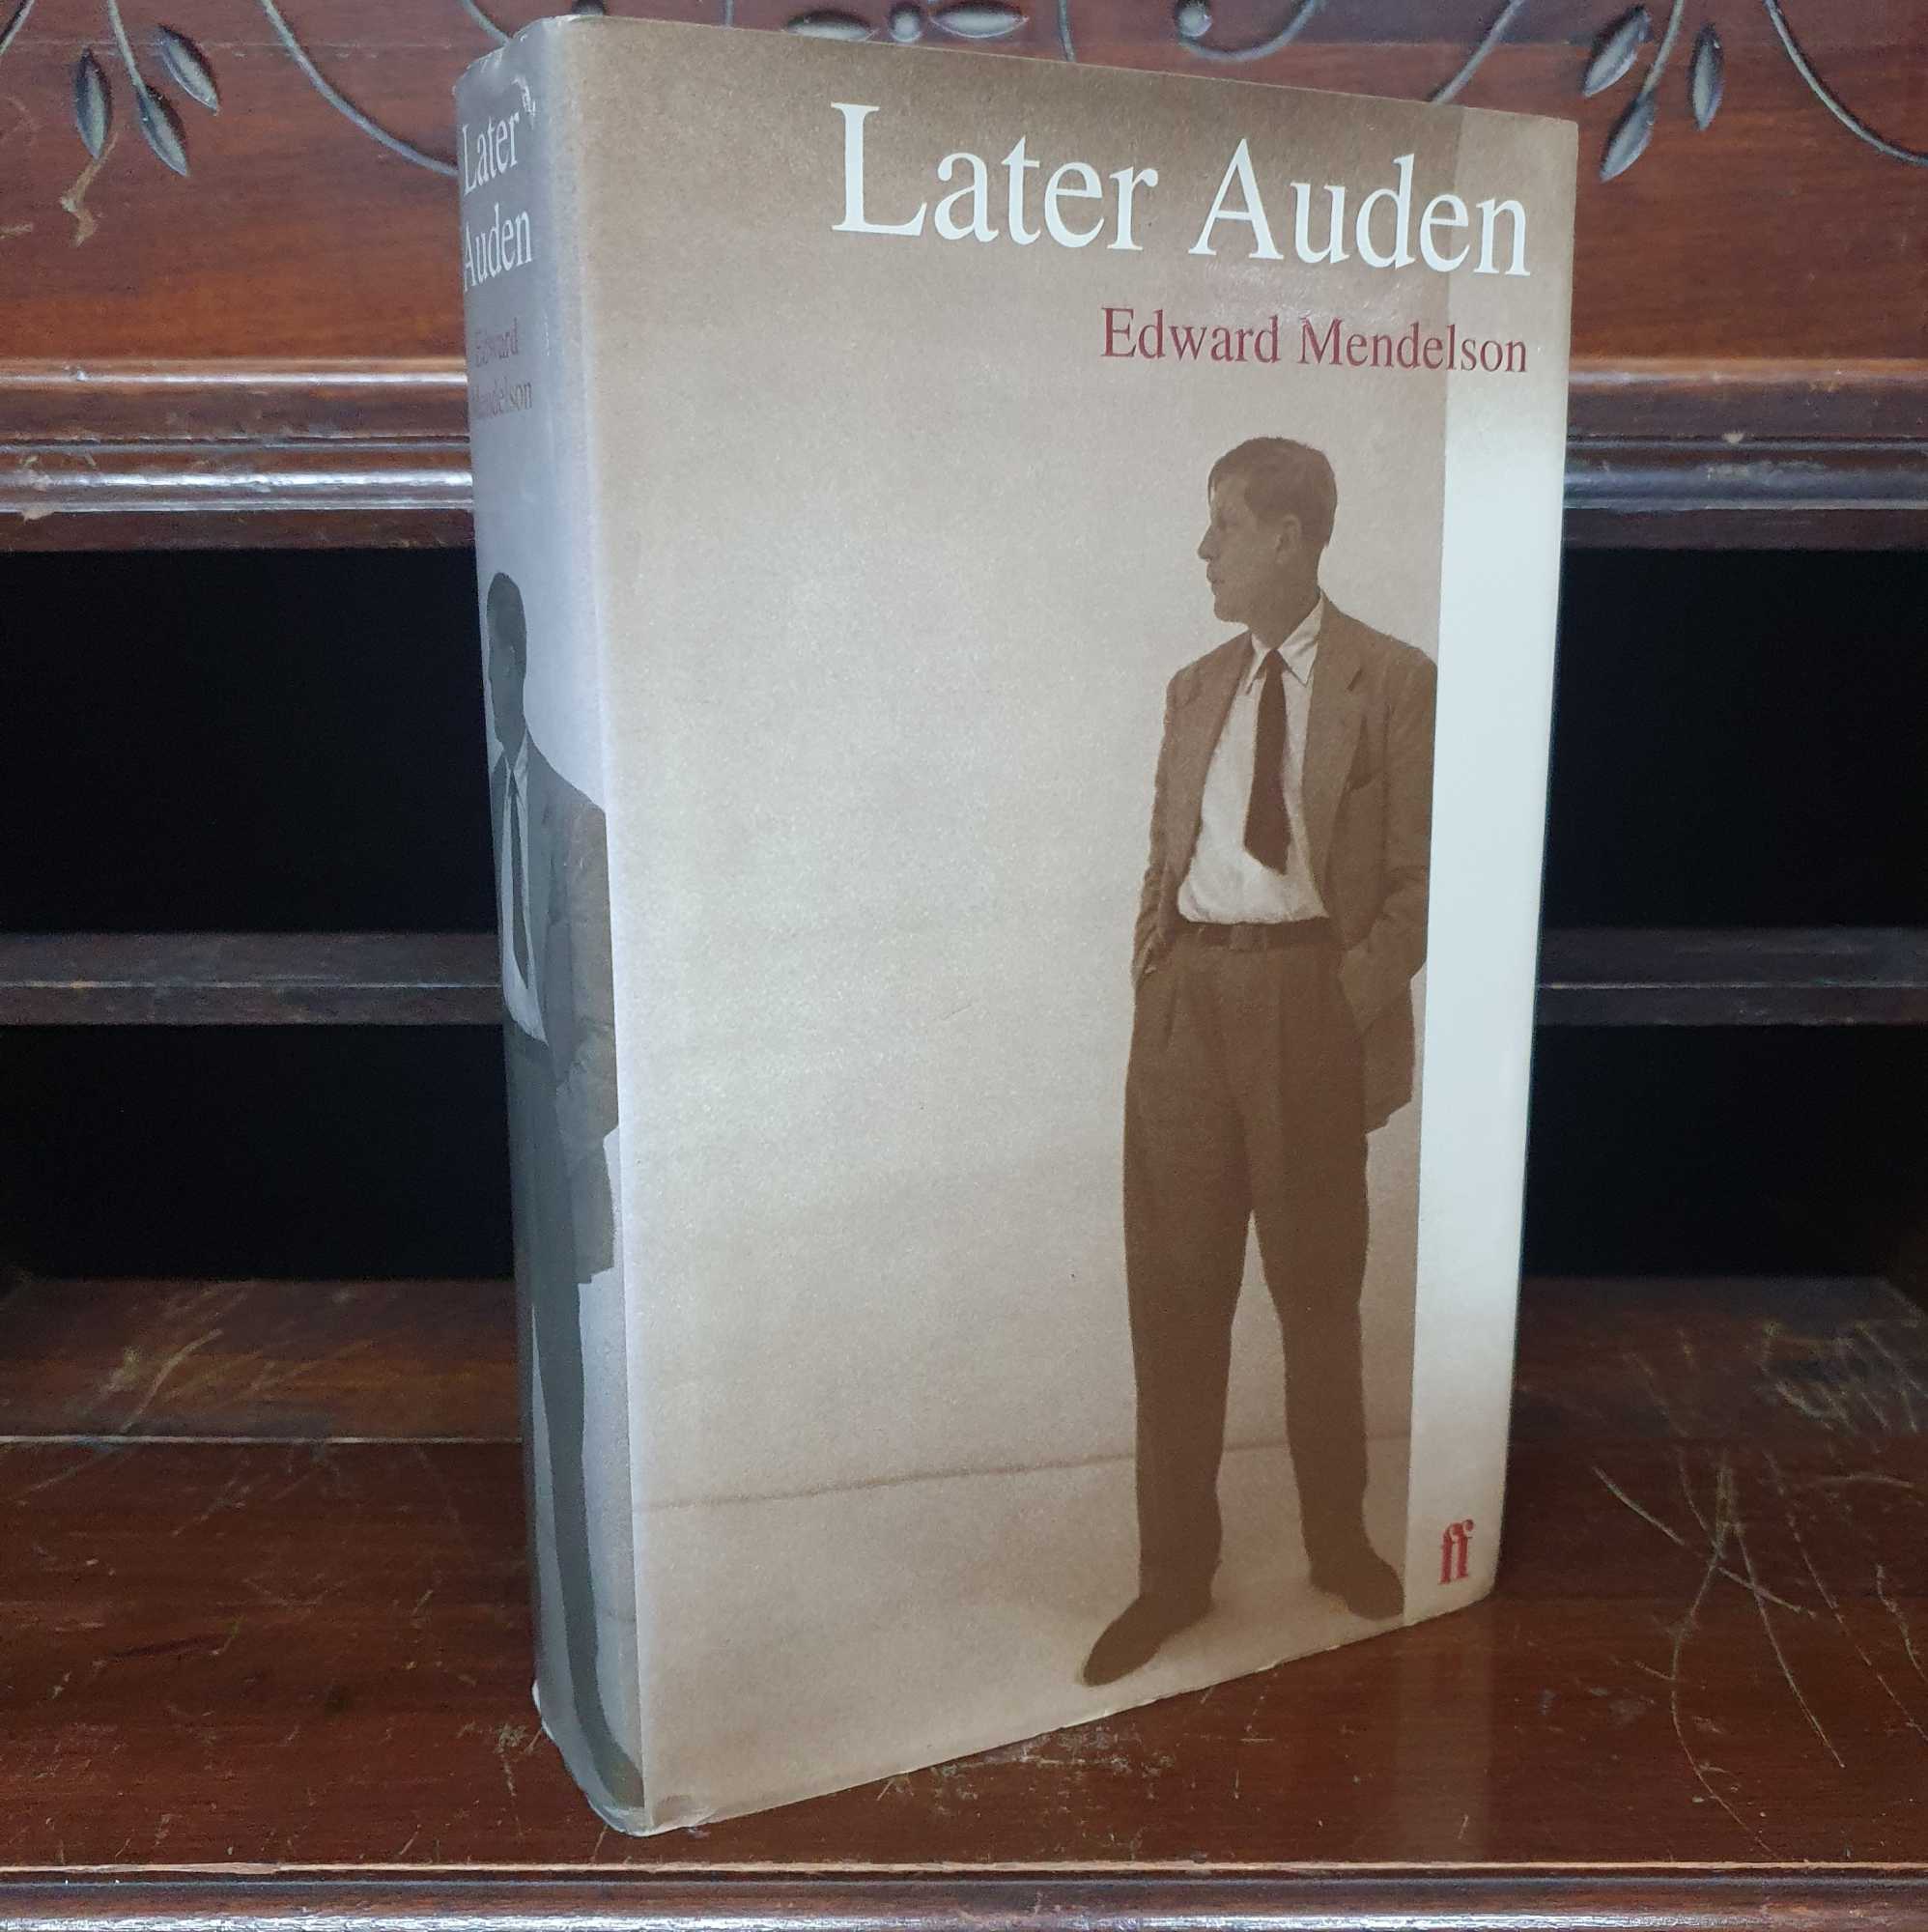 Later
Auden
Edward
Mendelson
Later Auden
Edward Mendelson
ff